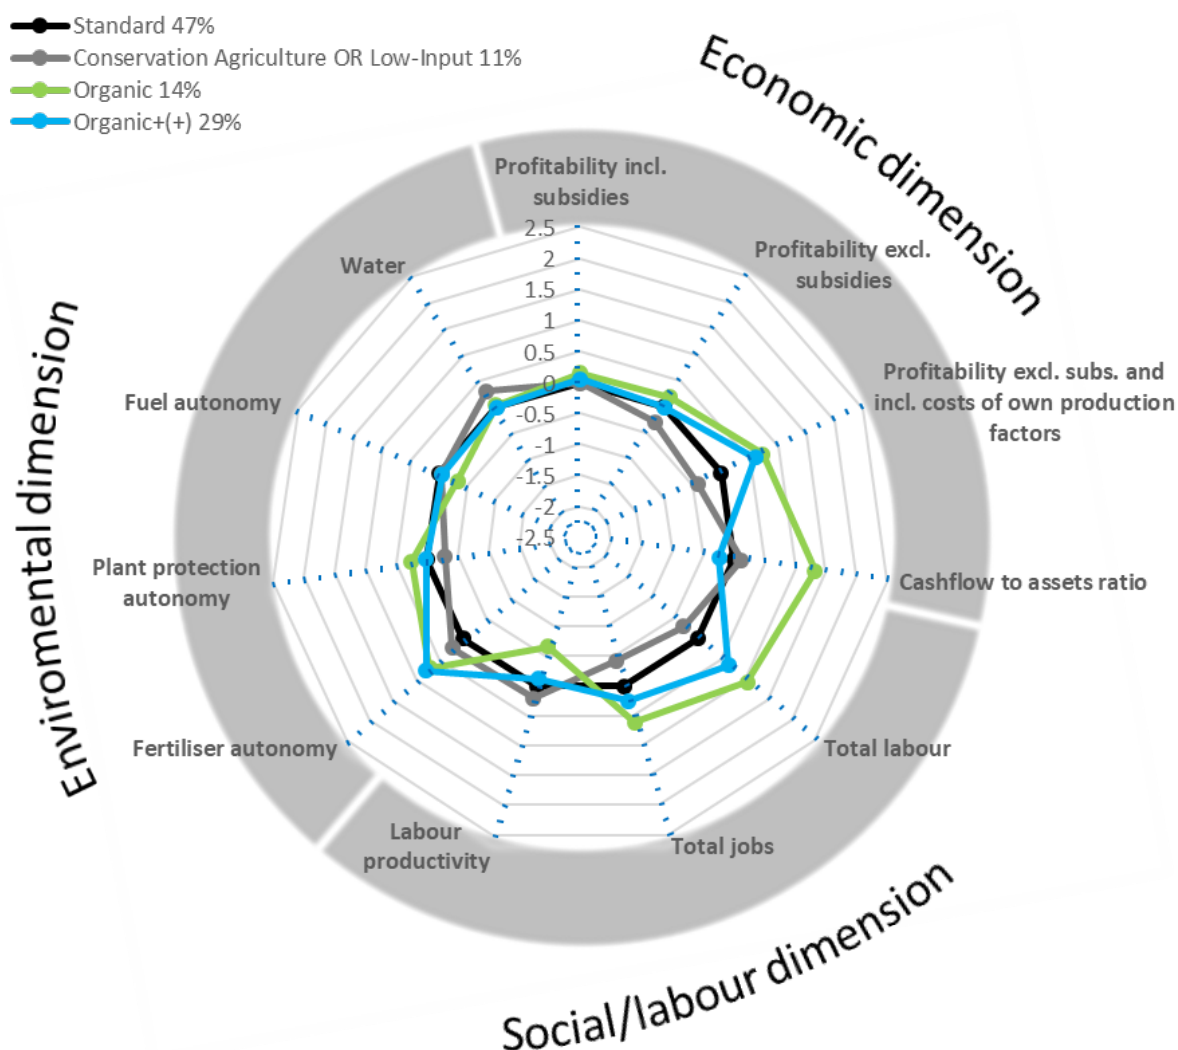 Standard 47%
Conservation Agriculture OR Low-Input 11%
Organic 14%
Organic+(+) 29%
Economic dimension
Profitability incl.
subsidies
Profitability excl.
subsidies
Profitability excl. subs. and
incl. costs of own production
factors
Cashflow to assets ratio
Total labour
Total jobs
Labour
productivity
Fertiliser autonomy
Plant protection
autonomy
Fuel autonomy
Water
2.5
2
1.5
1
0.5
0
-0.5
-1
-1.5
-2
-2.5
Environmental dimension
Social/labour dimension